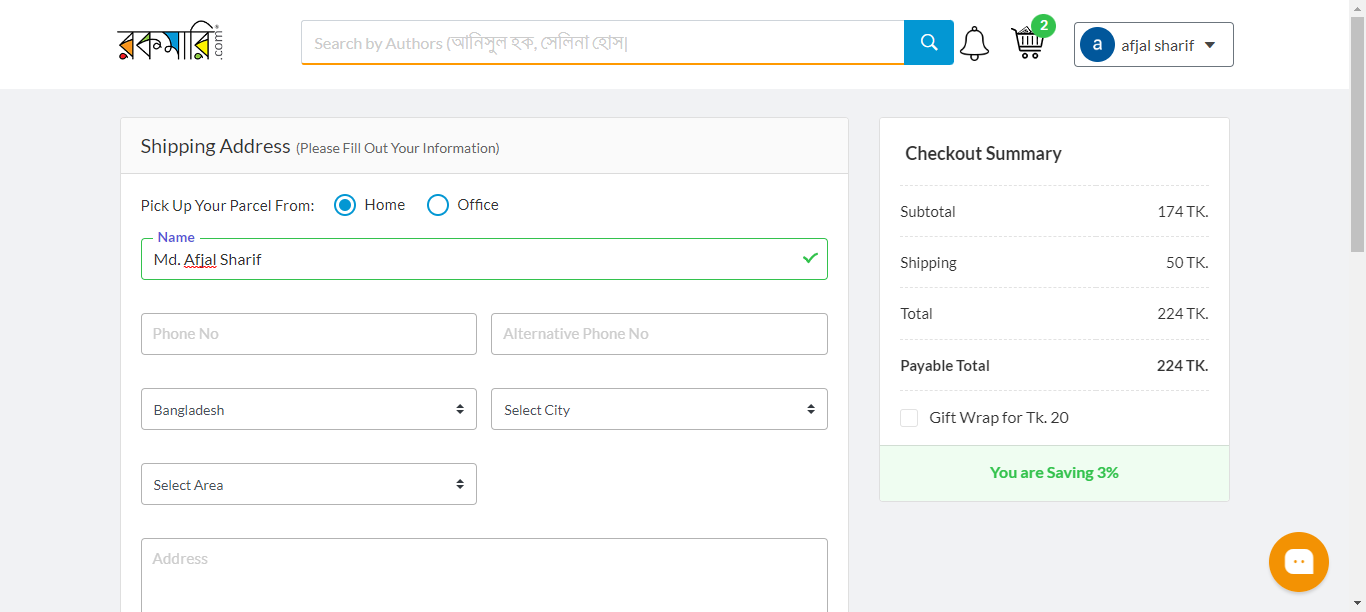 রকমারি.com
Search by Authors (আনিসুল হক, সেলিনা হোস|
2
a afjal sharif
Shipping Address (Please Fill Out Your Information)
Pick Up Your Parcel From: Home Office
Name
Md. Afjal Sharif
Phone No Alternative Phone No
Bangladesh Select City
Select Area
Address
Checkout Summary
Subtotal 174 TK.
Shipping 50 TK.
Total 224 TK.
Payable Total 224 TK.
Gift Wrap for Tk. 20
You are Saving 3%